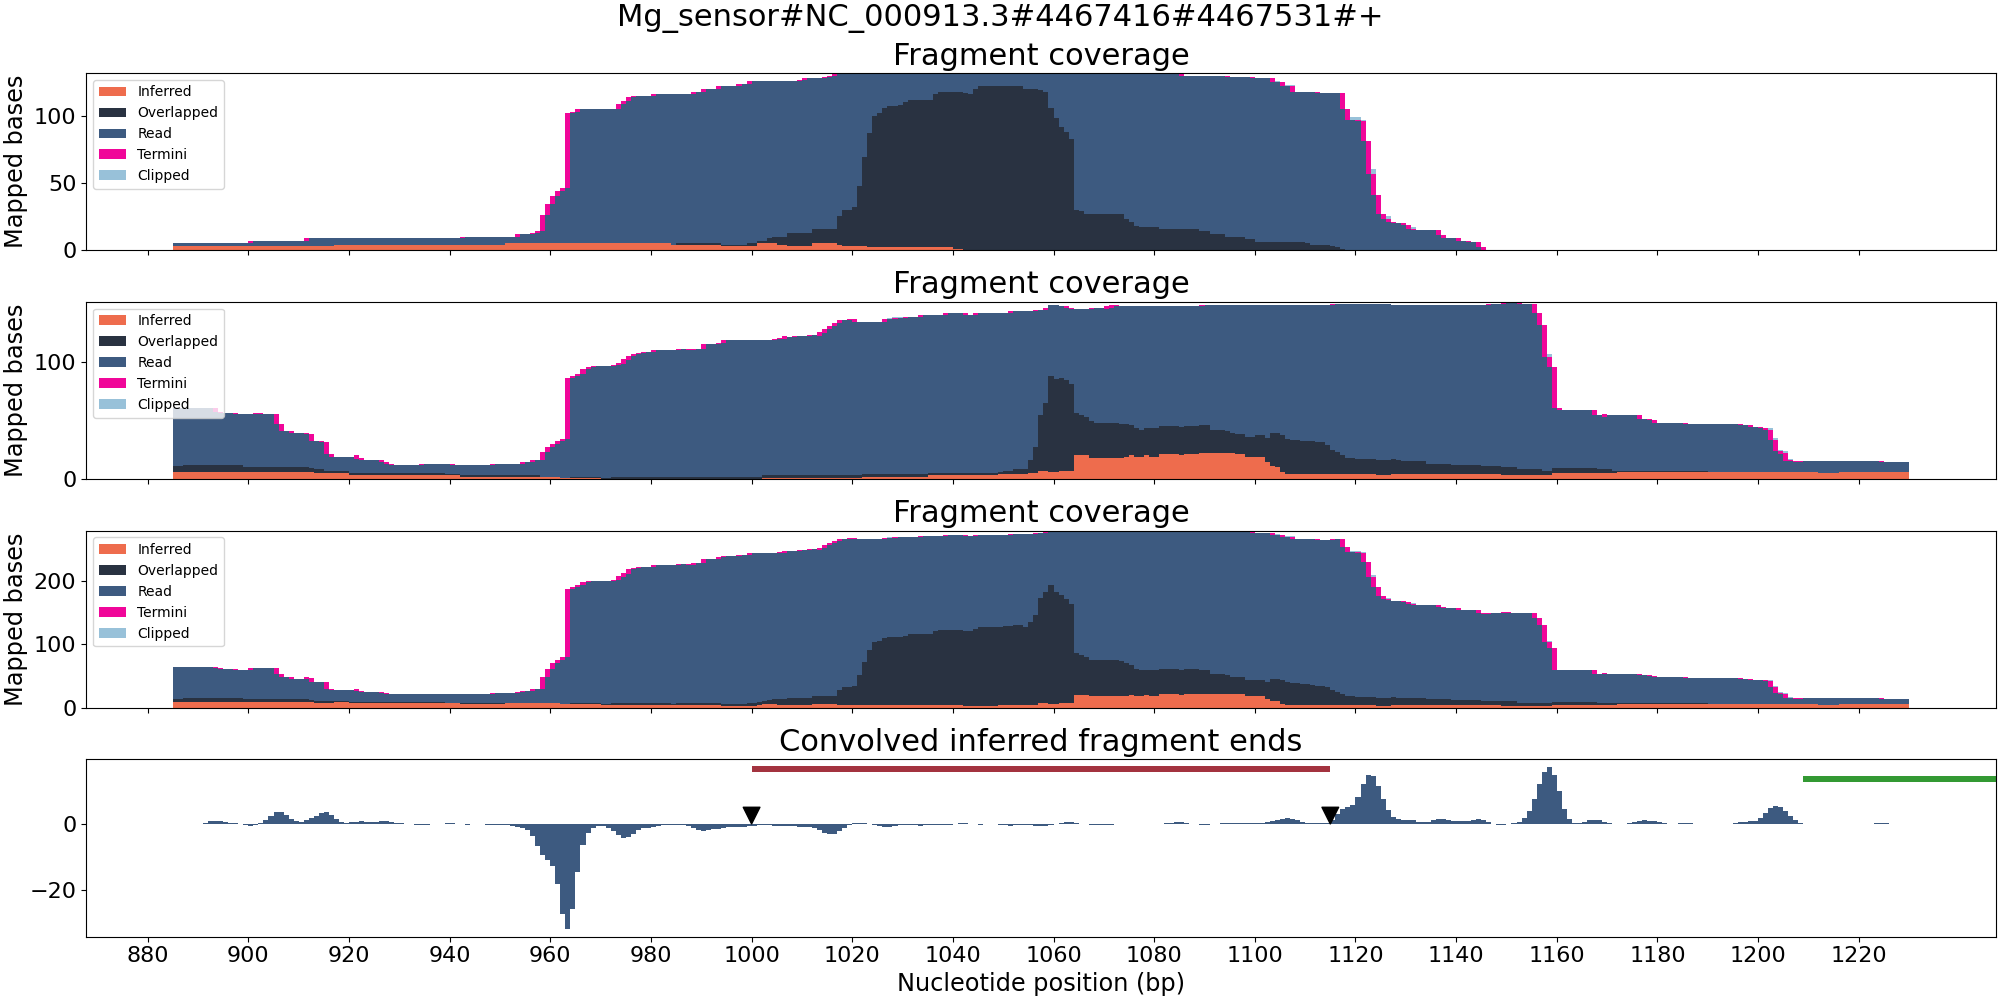 Mg_sensor#NC_000913.3#4467416#4467531#+
Fragment coverage
Mapped bases
100
50
0
Inferred
Overlapped
Read
Termini
Clipped
Fragment coverage
Mapped bases
100
0
Inferred
Overlapped
Read
Termini
Clipped
Fragment coverage
Mapped bases
200
100
0
Inferred
Overlapped
Read
Termini
Clipped
Convolved inferred fragment ends
0
−20
880 900 920 940 960 980 1000 1020 1040 1060 1080 1100 1120 1140 1160 1180 1200 1220
Nucleotide position (bp)